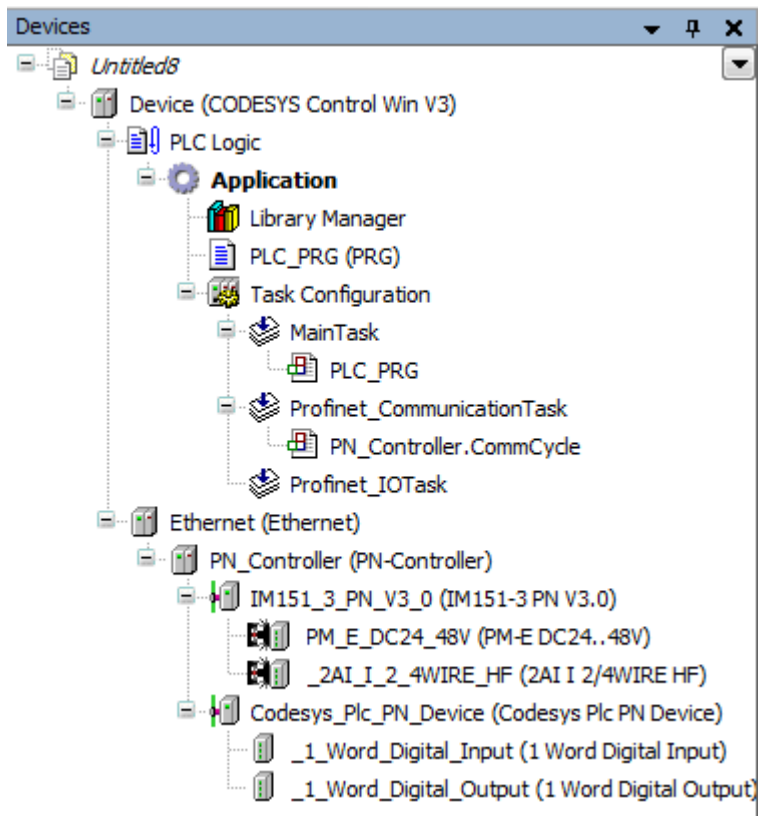 Devices
Untitled8
Device (CODESYS Control Win V3)
PLC Logic
Application
Library Manager
PLC_PRG (PRG)
Task Configuration
MainTask
PLC_PRG
Profinet_CommunicationTask
PN_Controller.CommCycle
Profinet_IOTask
Ethernet (Ethernet)
PN_Controller (PN-Controller)
IM151_3_PN_V3_0 (IM151-3 PN V3.0)
PM_E_DC24_48V (PM-E DC24..48V)
_2AI_I_2_4WIRE_HF (2AI I 2/4WIRE HF)
Codesys_Plc_PN_Device (Codesys Plc PN Device)
_1_Word_Digital_Input (1 Word Digital Input)
_1_Word_Digital_Output (1 Word Digital Output)